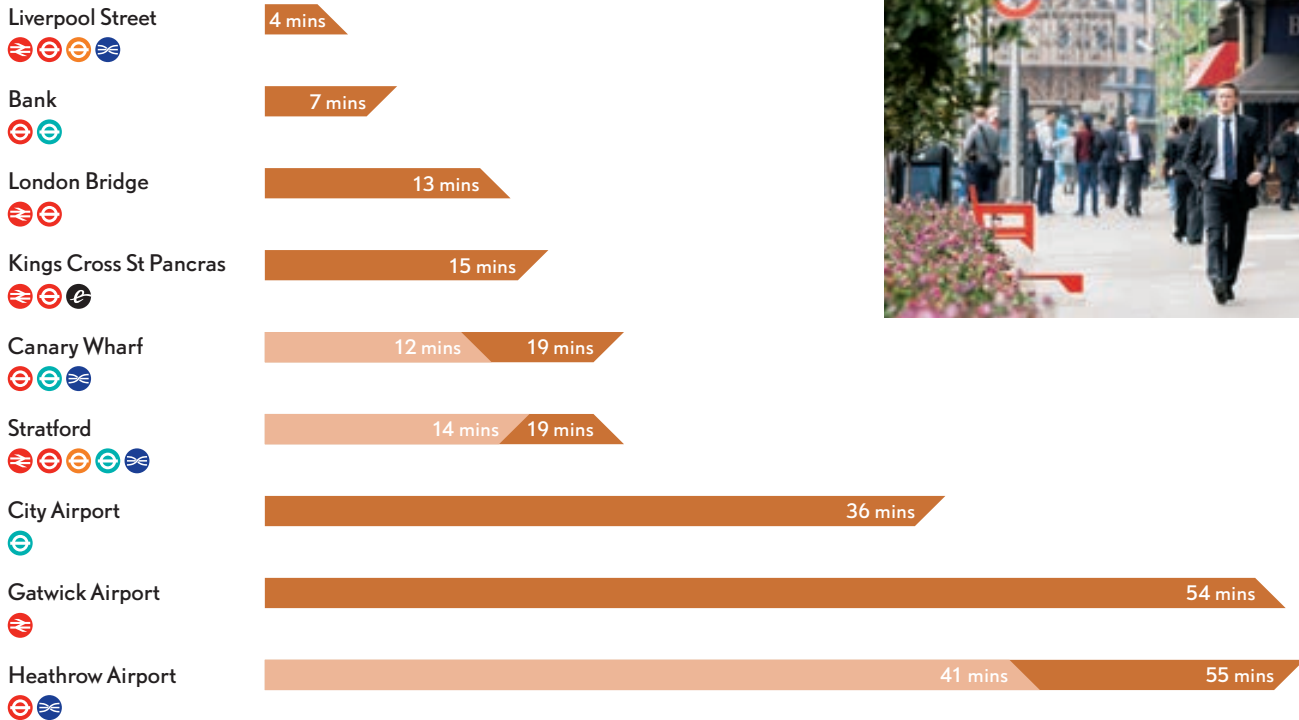 Liverpool Street
4 mins
Bank
7 mins
London Bridge
13 mins
Kings Cross St Pancras
15 mins
Canary Wharf
12 mins 19 mins
Stratford
14 mins 19 mins
City Airport
36 mins
Gatwick Airport
54 mins
Heathrow Airport
41 mins 55 mins